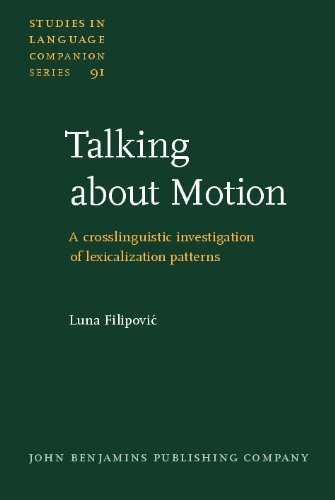 STUDIES IN
LANGUAGE
COMPANION
SERIES 91
Talking
about Motion
A crosslinguistic investigation
of lexicalization patterns
Luna Filipović
JOHN BENJAMINS PUBLISHING COMPANY